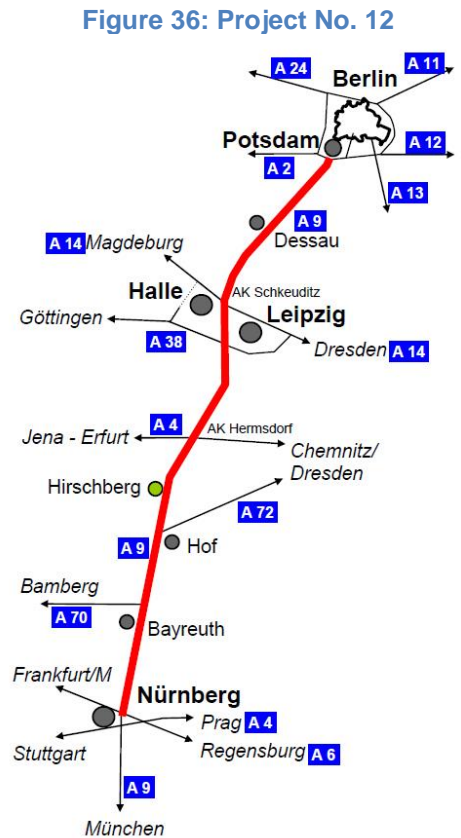 Figure 36: Project No. 12
A 24
Berlin
A 11
Potsdam
A 12
A 2
A 13
A 9
Dessau
A 14 Magdeburg
Halle
AK Schkeuditz
Göttingen
Leipzig
A 38
Dresden A 14
A 4
AK Hermsdorf
Jena - Erfurt
Chemnitz/
Dresden
Hirschberg
A 72
A 9
Hof
Bamberg
A 70
Bayreuth
Frankfurt/M
Nürnberg
Prag A 4
Stuttgart
Regensburg A 6
A 9
München